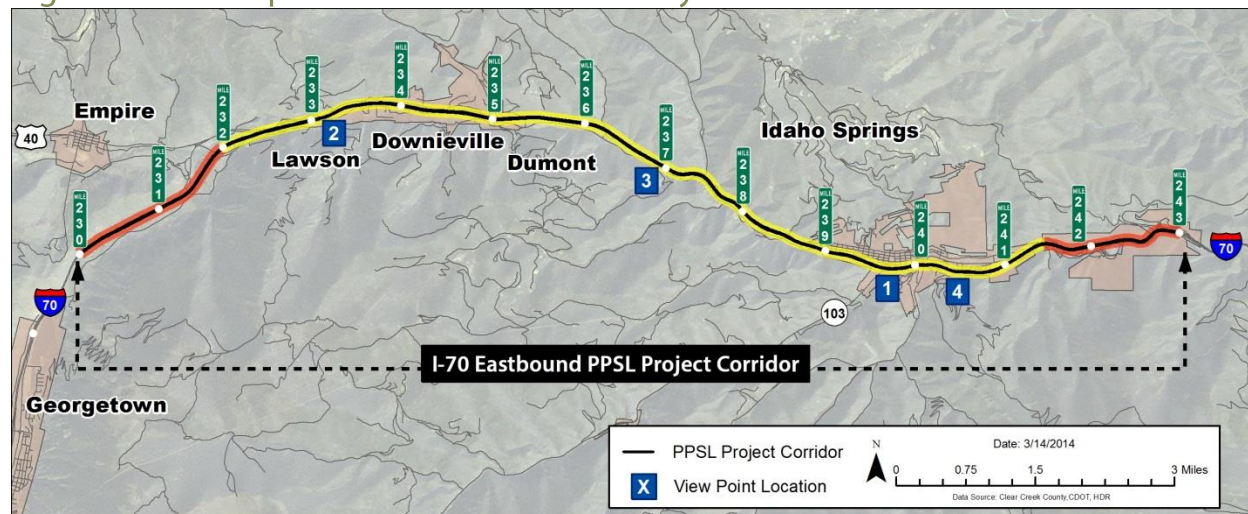 MILE 230
MILE 231
MILE 232
MILE 233
MILE 234
MILE 235
MILE 236
MILE 237
MILE 238
MILE 239
MILE 240
MILE 241
MILE 242
MILE 243
Empire
40
2
Lawson
Downieville
Dumont
3
Idaho Springs
1
4
103
70
70
I-70 Eastbound PPSL Project Corridor
Georgetown
PPSL Project Corridor
X View Point Location
N
Date: 3/14/2014
0 0.75 1.5 3 Miles
Data Source: Clear Creek County,CDOT, HDR